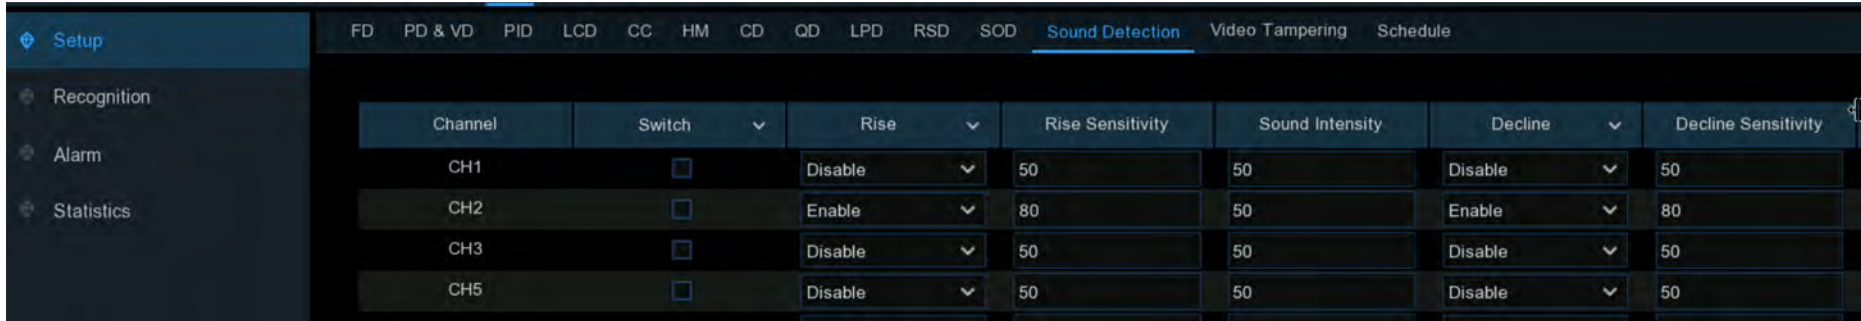 Setup
Recognition
Alarm
Statistics
FD PD & VD PID LCD CC HM CD QD LPD RSD SOD Sound Detection Video Tampering Schedule
Channel Switch Rise Rise Sensitivity Sound Intensity Decline Decline Sensitivity
CH1 Disable 50 50 Disable 50
CH2 Enable 80 50 Enable 80
CH3 Disable 50 50 Disable 50
CH5 Disable 50 50 Disable 50